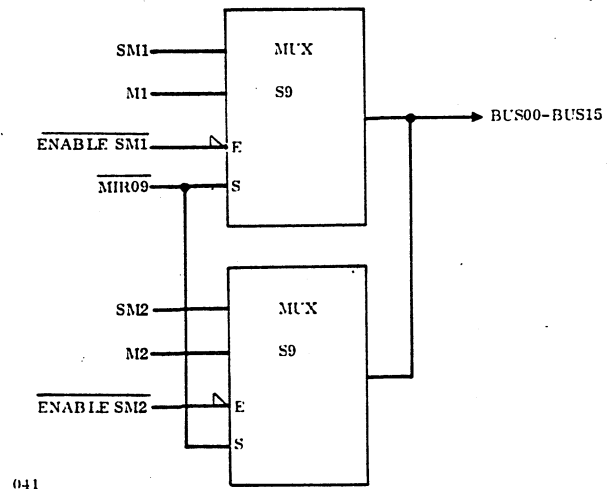 SM1
MUX
M1
S9
BUS00-BUS15
ENABLE SM1
E
MIR09
S
SM2
MUX
M2
S9
ENABLE SM2
E
S
041